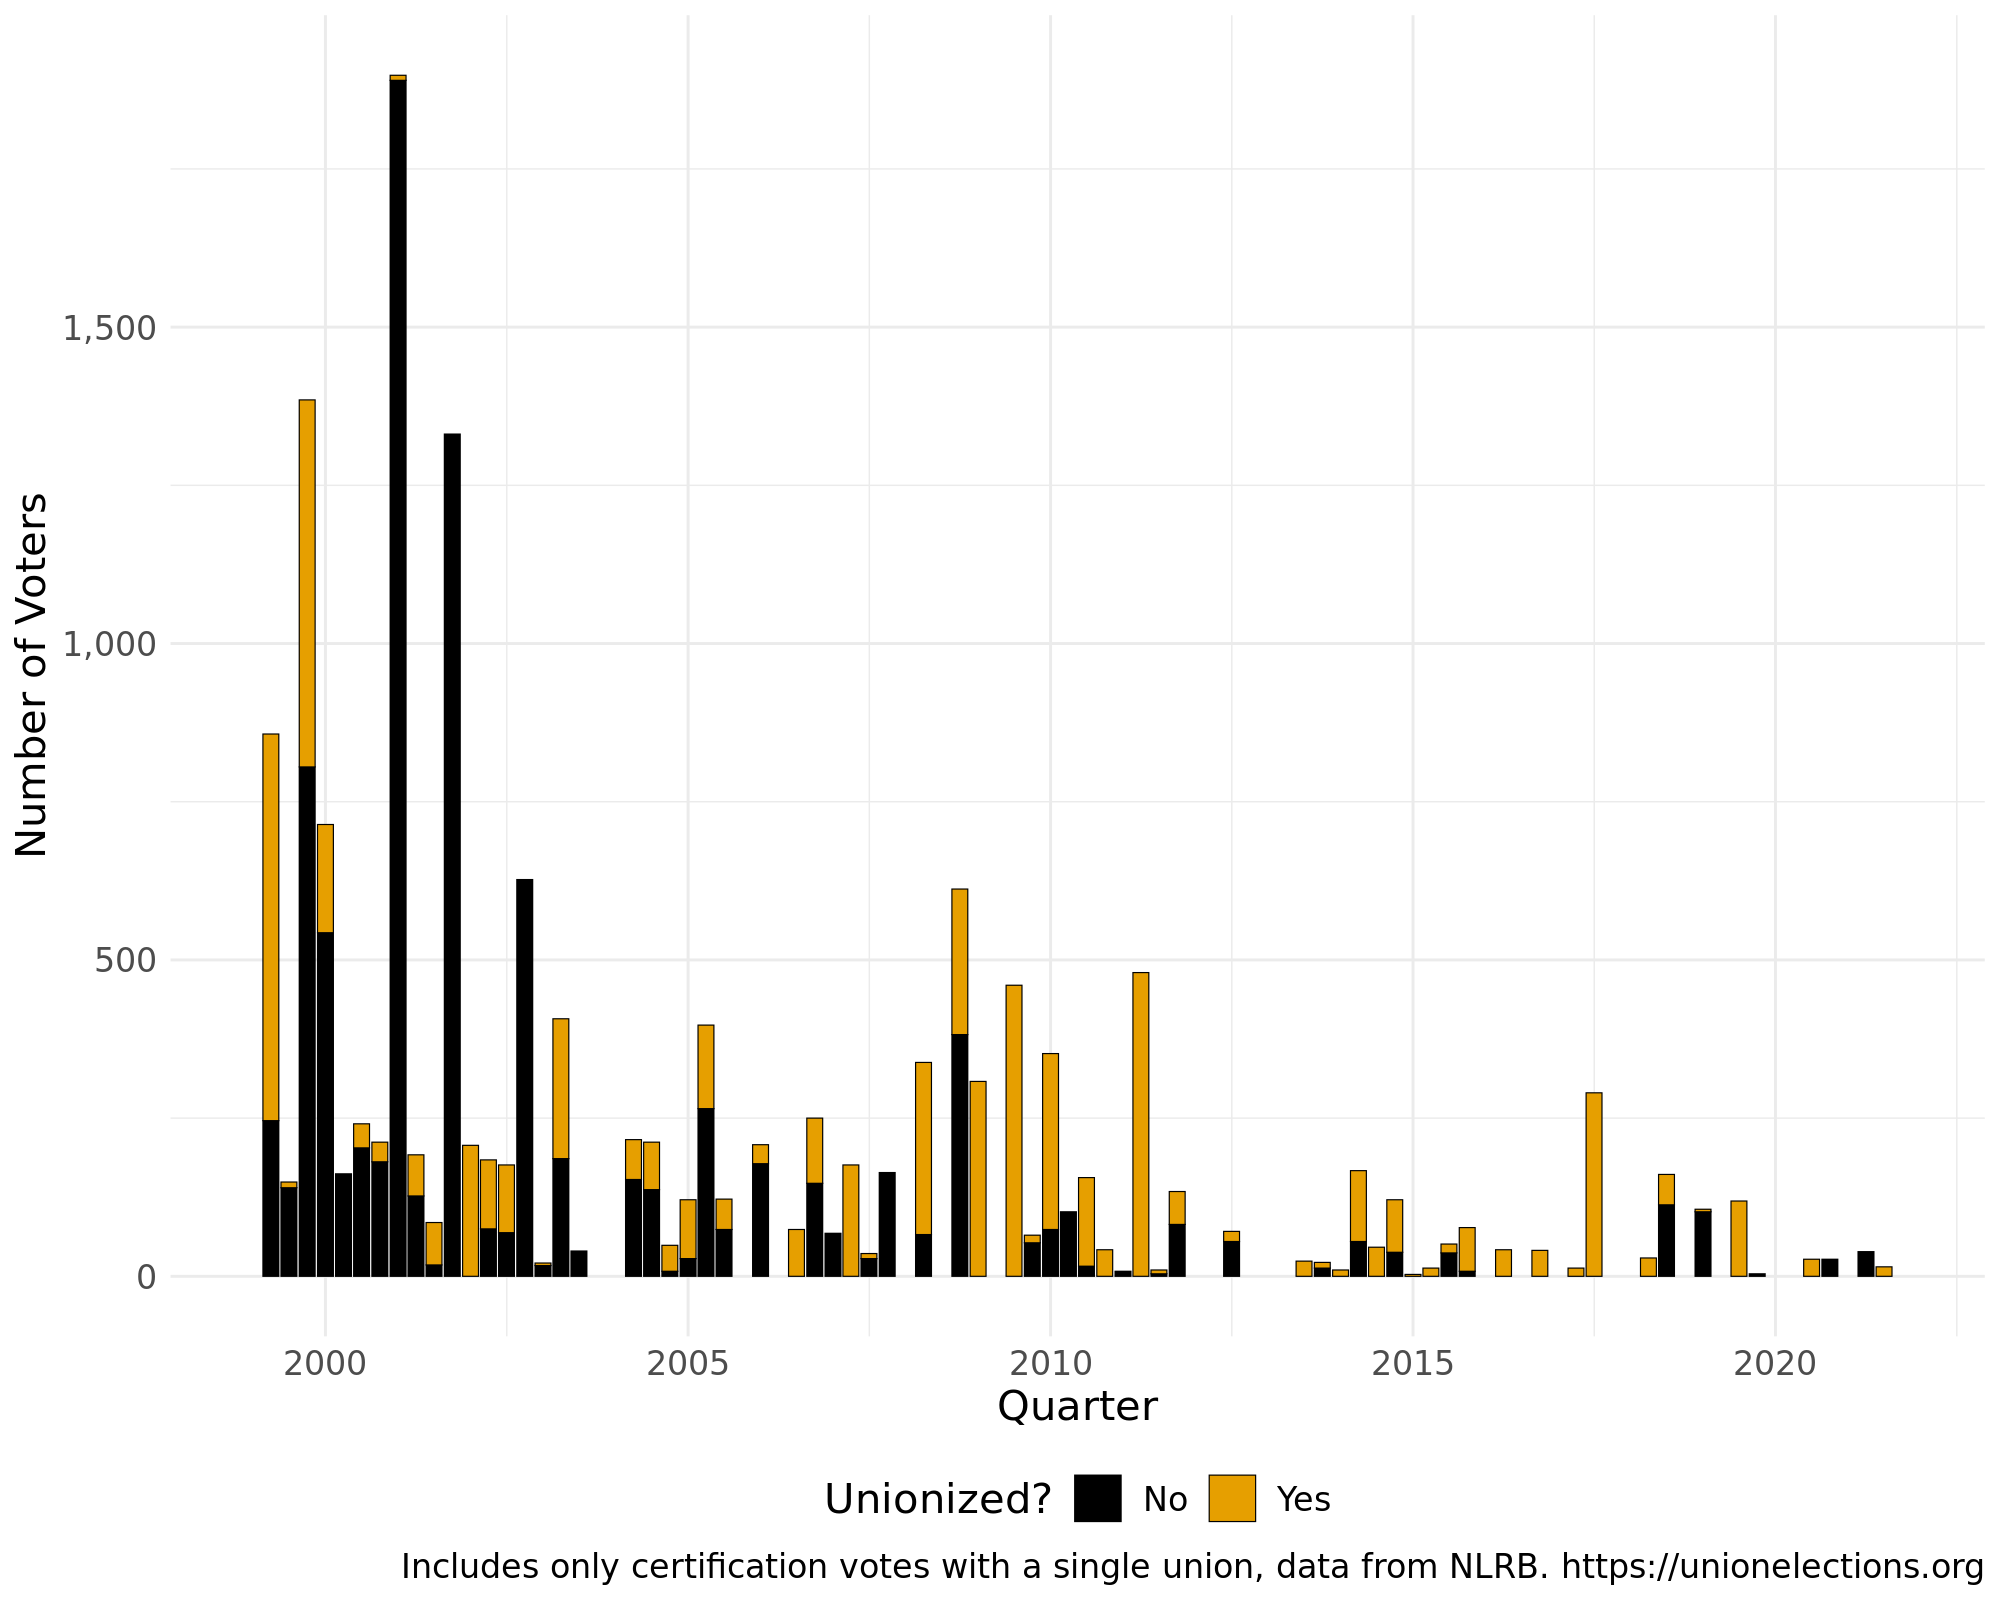 Number of Voters
1,500
1,000
500
0
2000 2005 2010 2015 2020
Quarter
Unionized? No Yes
Includes only certification votes with a single union, data from NLRB. https://unionelections.org